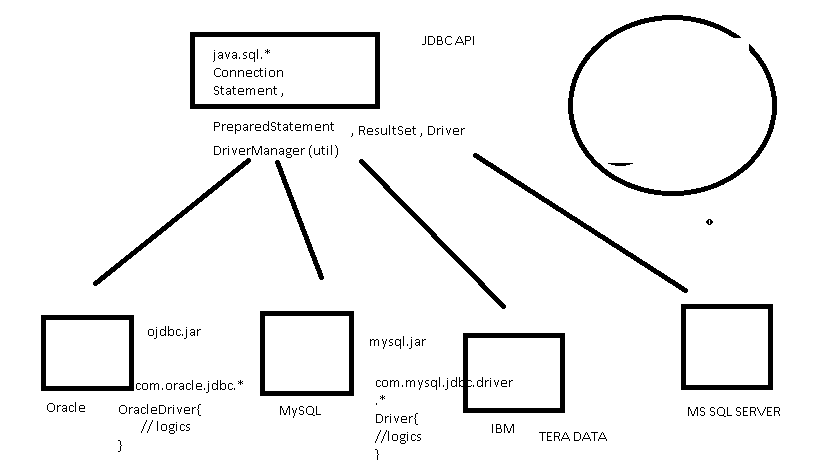 JDBC API
java.sql.*
Connection
Statement ,
PreparedStatement , ResultSet , Driver
DriverManager (util)
ojdbc.jar
com.oracle.jdbc.*
Oracle
OracleDriver{
// logics
}
mysql.jar
com.mysql.jdbc.driver
.*
Driver{
//logics
}
MySQL
IBM
TERA DATA
MS SQL SERVER